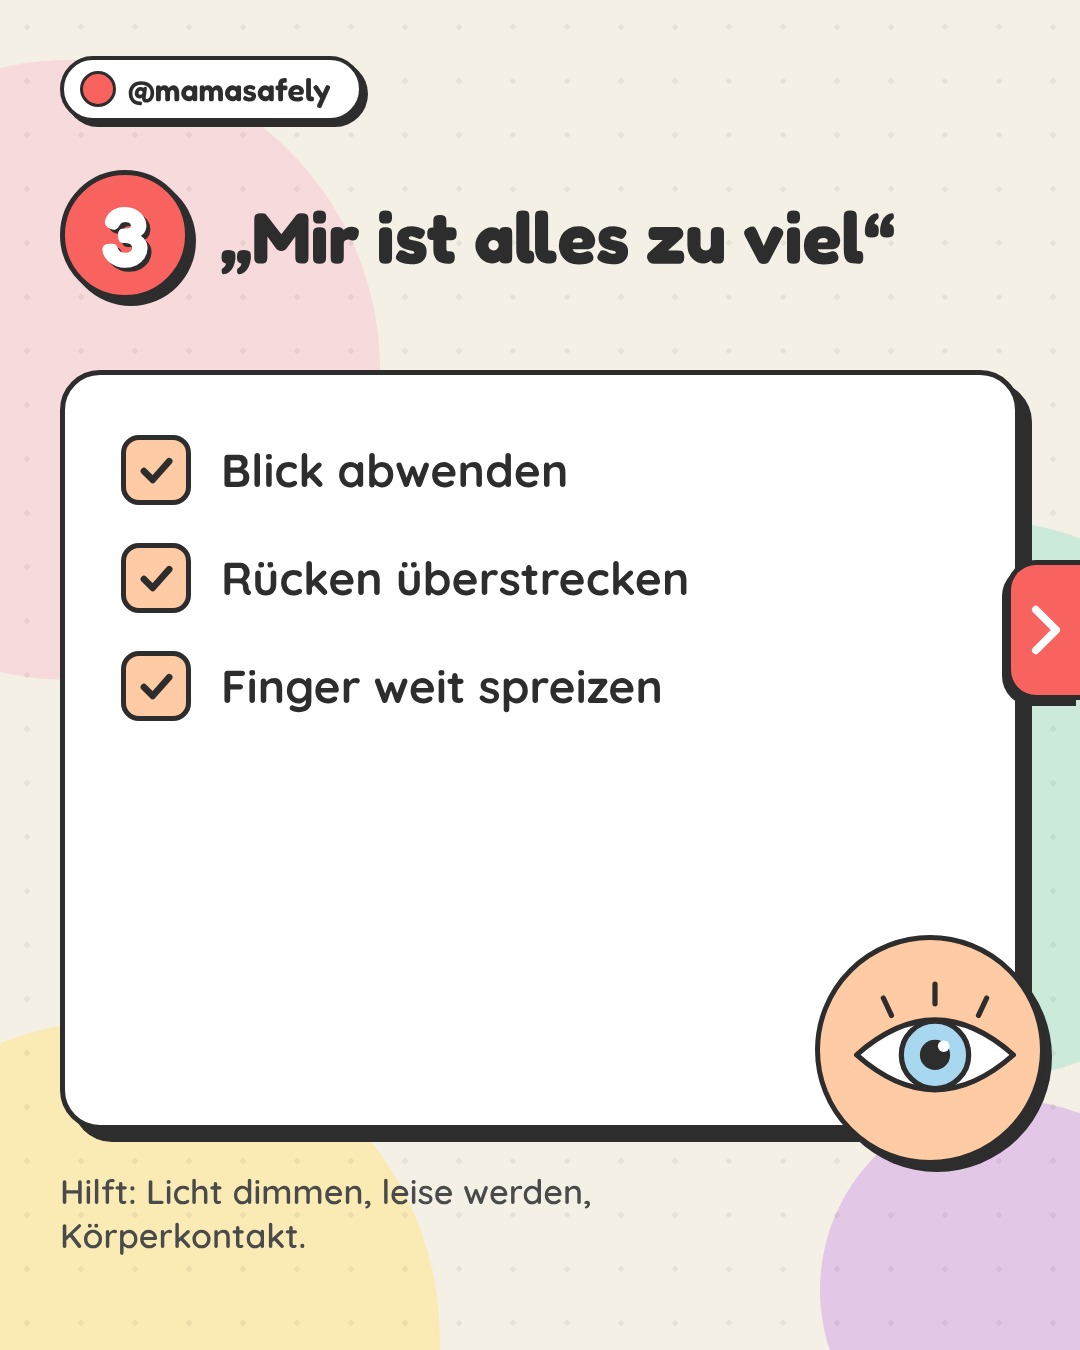 @mamasafely
3
„Mir ist alles zu viel“
Blick abwenden
Rücken überstrecken
Finger weit spreizen
Hilft: Licht dimmen, leise werden,
Körperkontakt.